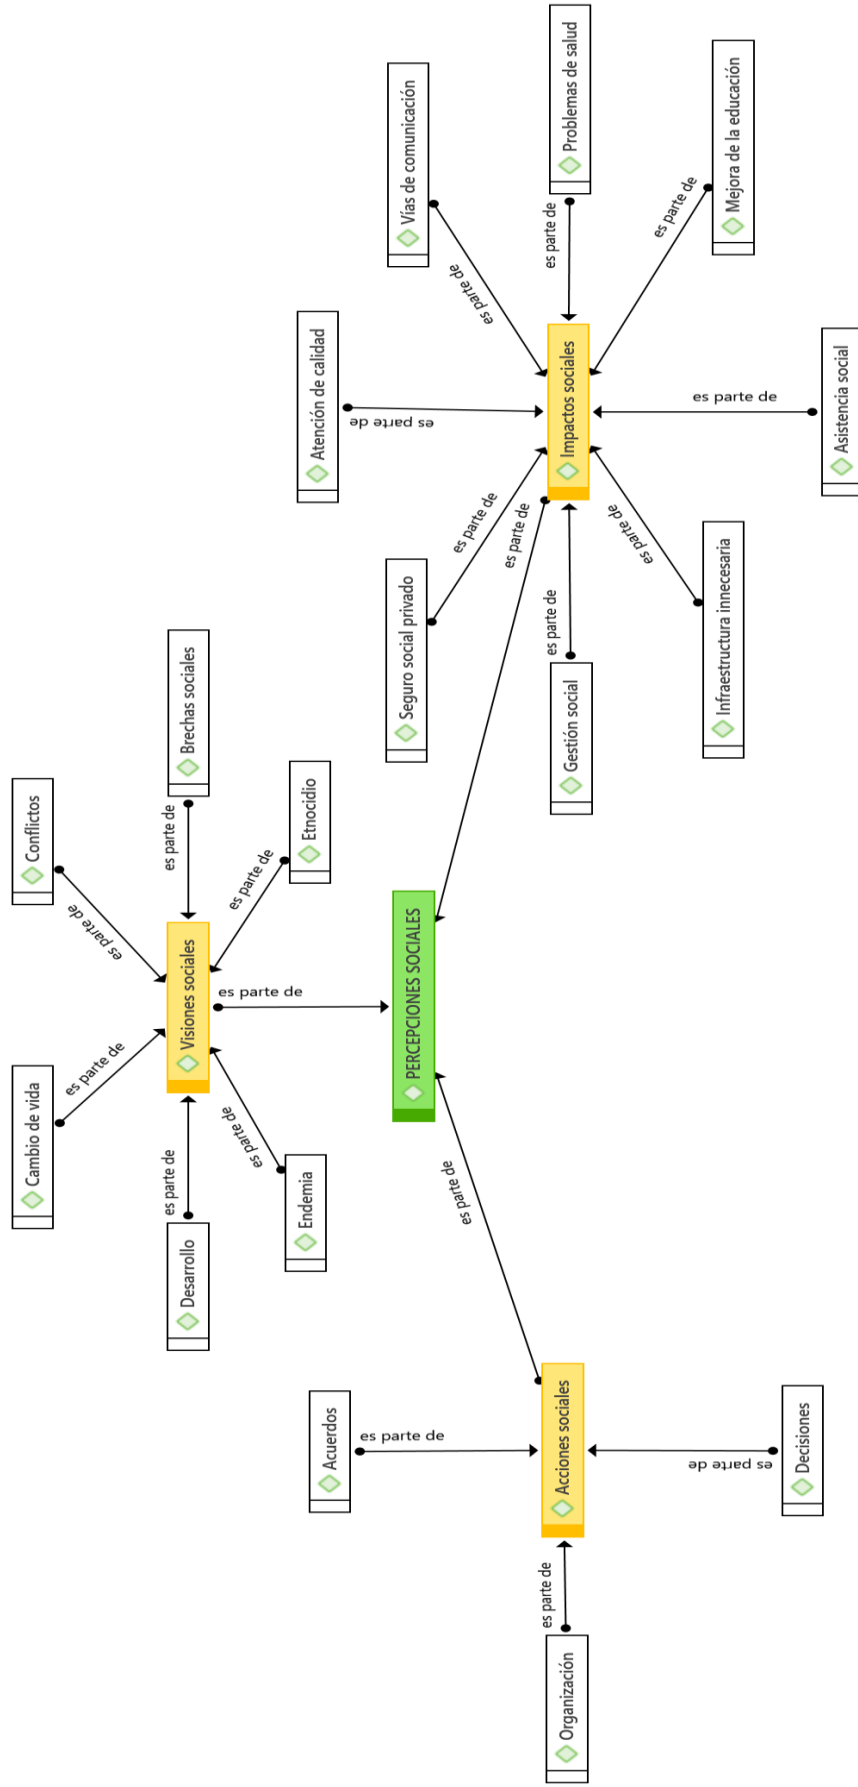 Cambio de vida
Conflictos
es parte de
es parte de
Desarrollo
es parte de
Visiones sociales
es parte de
Brechas sociales
es parte de
es parte de
Endemia
Etnocidio
es parte de
PERCEPCIONES SOCIALES
es parte de
es parte de
Acuerdos
es parte de
Organización
es parte de
Acciones sociales
es parte de
Decisiones
Atención de calidad
es parte de
Seguro social privado
es parte de
Vías de comunicación
es parte de
Gestión social
es parte de
Impactos sociales
es parte de
Problemas de salud
es parte de
es parte de
es parte de
Infraestructura innecesaria
Asistencia social
Mejora de la educación